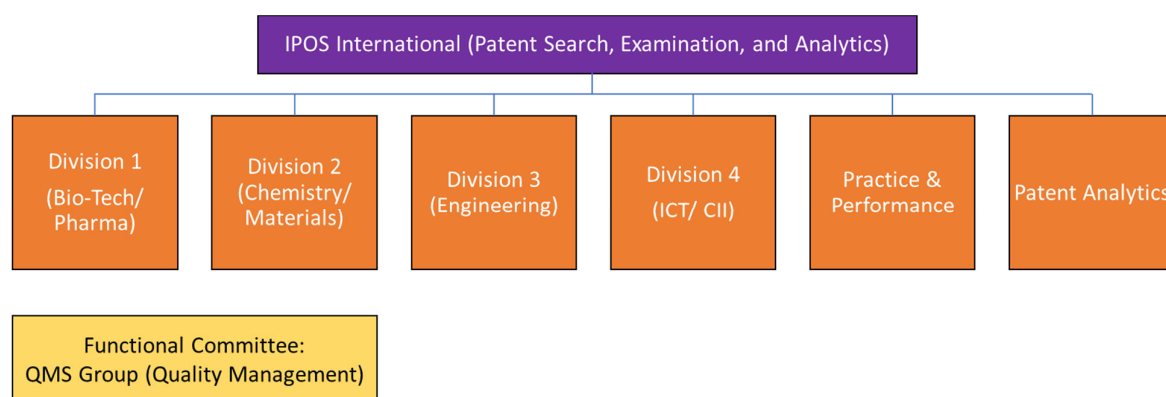 IPOS International (Patent Search, Examination, and Analytics)
Division 1
(Bio-Tech/
Pharma)
Division 2
(Chemistry/
Materials)
Division 3
(Engineering)
Division 4
(ICT/ CII)
Practice &
Performance
Patent Analytics
Functional Committee:
QMS Group (Quality Management)